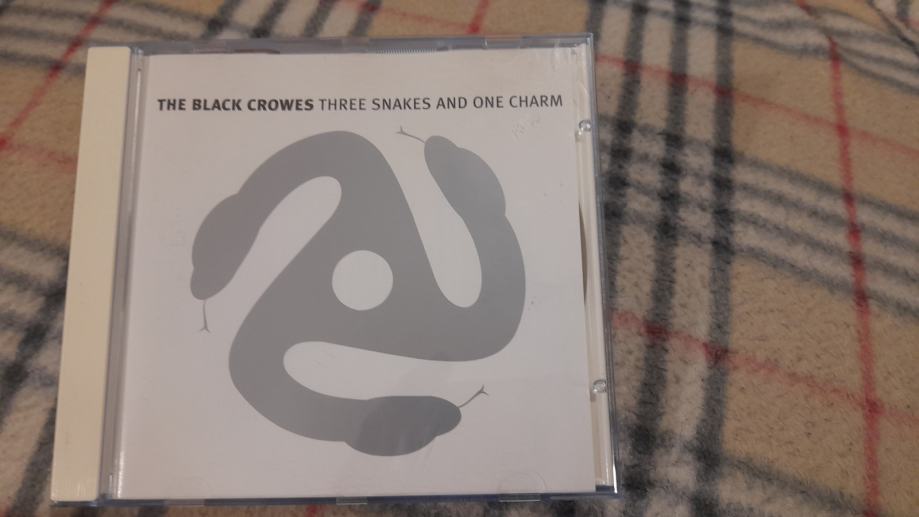 THE BLACK CROWES THREE SNAKES AND ONE CHARM